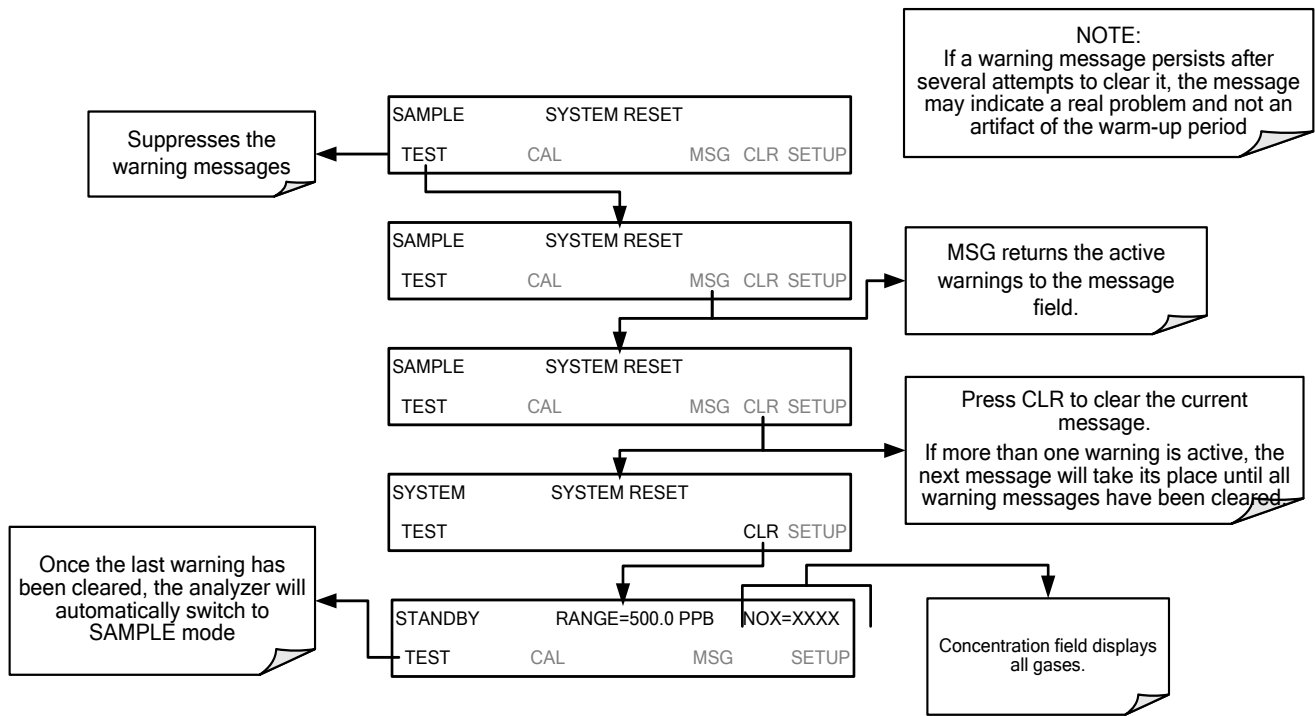 NOTE:
If a warning message persists after
several attempts to clear it, the message
may indicate a real problem and not an
artifact of the warm-up period
Suppresses the
warning messages
SAMPLE SYSTEM RESET
TEST CAL MSG CLR SETUP
SAMPLE SYSTEM RESET
TEST CAL MSG CLR SETUP
MSG returns the active
warnings to the message
field.
SAMPLE SYSTEM RESET
TEST CAL MSG CLR SETUP
Press CLR to clear the current
message.
If more than one warning is active, the
next message will take its place until all
warning messages have been cleared.
SYSTEM SYSTEM RESET
TEST CLR SETUP
Once the last warning has
been cleared, the analyzer will
automatically switch to
SAMPLE mode
STANDBY RANGE=500.0 PPB NOX=XXXX
TEST CAL MSG SETUP
Concentration field displays
all gases.